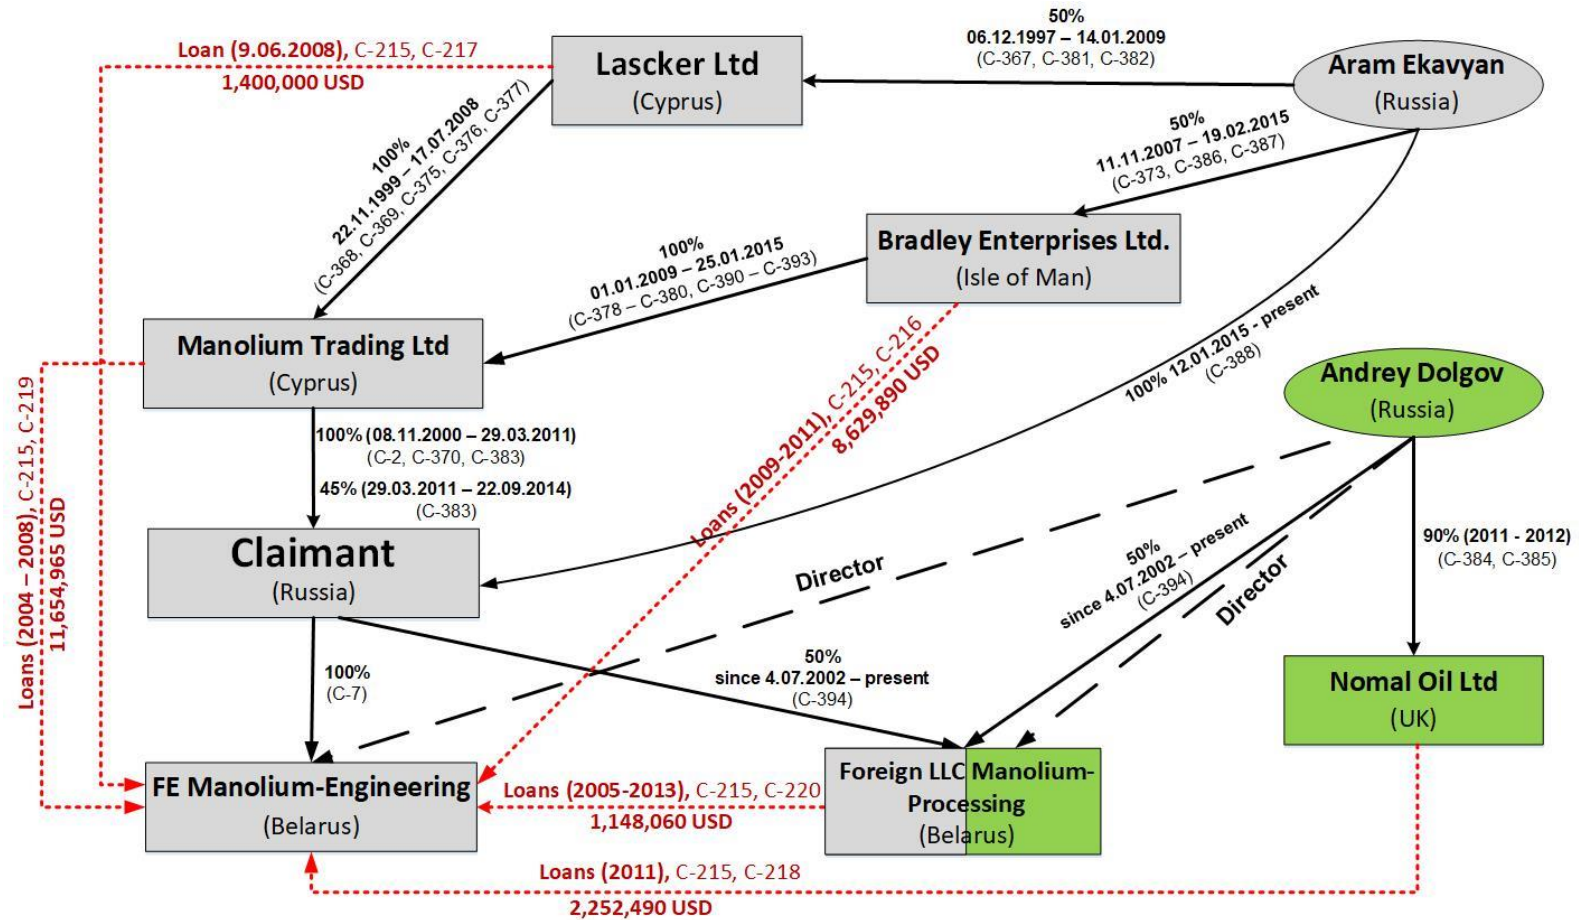 Loan (9.06.2008), C-215, C-217
1,400,000 USD
Lascker Ltd
(Cyprus)
50%
06.12.1997 – 14.01.2009
(C-367, C-381, C-382)
Aram Ekavyan
(Russia)
100%
22.11.1999 – 17.07.2008
(C-368, C-369, C-375, C-376, C-377)
50%
11.11.2007 – 19.02.2015
(C-373, C-386, C-387)
Bradley Enterprises Ltd.
(Isle of Man)
100%
01.01.2009 – 25.01.2015
(C-378 – C-380, C-390 – C-393)
Manolium Trading Ltd
(Cyprus)
100% 12.01.2015 - present
(C-388)
Andrey Dolgov
(Russia)
Loans (2004 – 2008), C-215, C-219
11,654,965 USD
100% (08.11.2000 – 29.03.2011)
(C-2, C-370, C-383)
45% (29.03.2011 – 22.09.2014)
(C-383)
Loans (2009-2011), C-215, C-216
8,629,890 USD
Claimant
(Russia)
Director
50%
since 4.07.2002 – present
(C-394)
Director
90% (2011 - 2012)
(C-384, C-385)
100%
(C-7)
50%
since 4.07.2002 – present
(C-394)
Nomal Oil Ltd
(UK)
FE Manolium-Engineering
(Belarus)
Loans (2005-2013), C-215, C-220
1,148,060 USD
Foreign LLC Manolium-
Processing
(Belarus)
Loans (2011), C-215, C-218
2,252,490 USD